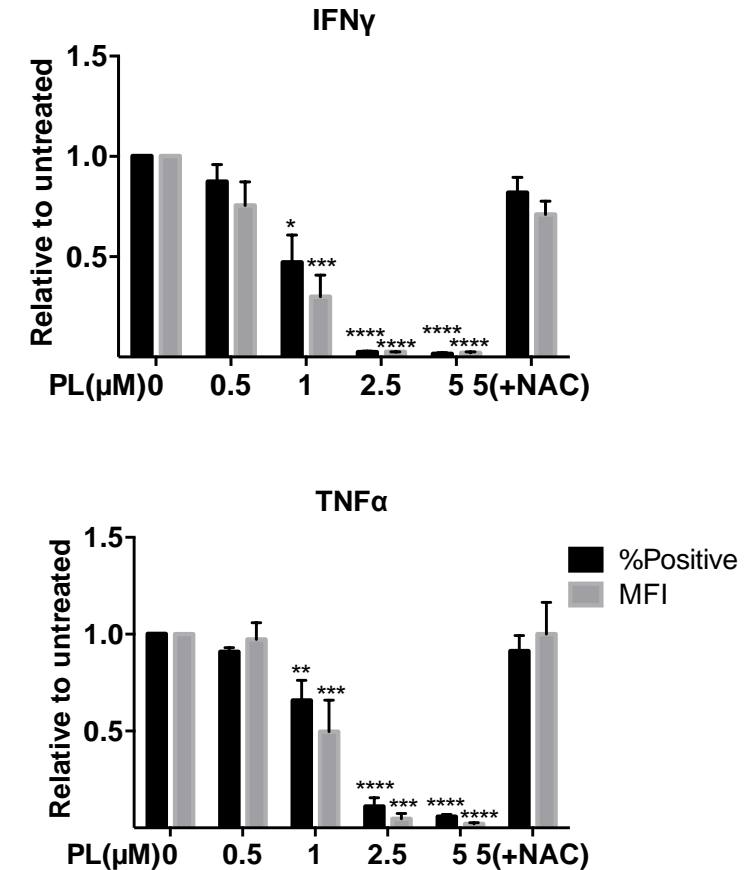 IFNγ
Relative to untreated
1.5
1.0
0.5
* ***
**** **** **** ****
PL(μM) 0 0.5 1 2.5 5 5(+NAC)
TNFα
Relative to untreated
1.5
1.0
0.5
** ***
**** *** **** ****
PL(μM) 0 0.5 1 2.5 5 5(+NAC)
%Positive
MFI